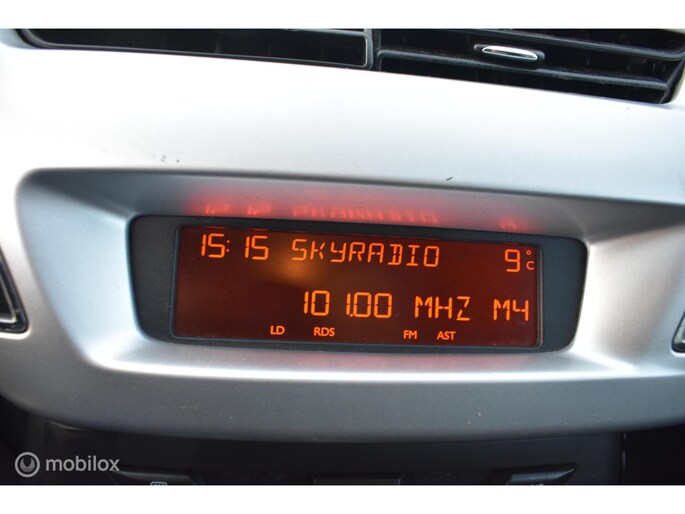 15:15 SKYRADIO 9°C
101.00 MHZ M4
LD RDS FM AST
mobilox